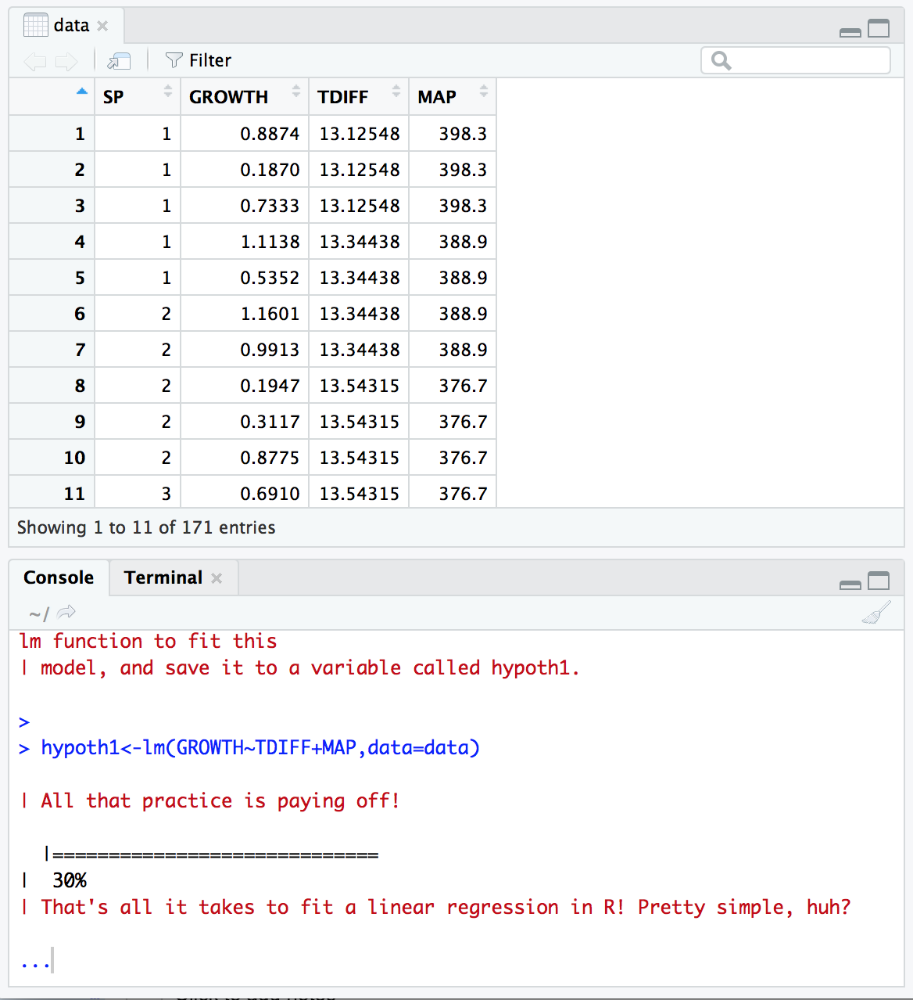 data
Filter
SP GROWTH TDIFF MAP
1 1 0.8874 13.12548 398.3
2 1 0.1870 13.12548 398.3
3 1 0.7333 13.12548 398.3
4 1 1.1138 13.34438 388.9
5 1 0.5352 13.34438 388.9
6 2 1.1601 13.34438 388.9
7 2 0.9913 13.34438 388.9
8 2 0.1947 13.54315 376.7
9 2 0.3117 13.54315 376.7
10 2 0.8775 13.54315 376.7
11 3 0.6910 13.54315 376.7
Showing 1 to 11 of 171 entries
Console Terminal
~/
lm function to fit this
| model, and save it to a variable called hypoth1.
>
> hypoth1<-lm(GROWTH~TDIFF+MAP,data=data)
| All that practice is paying off!
|=============================
| 30%
| That's all it takes to fit a linear regression in R! Pretty simple, huh?
...